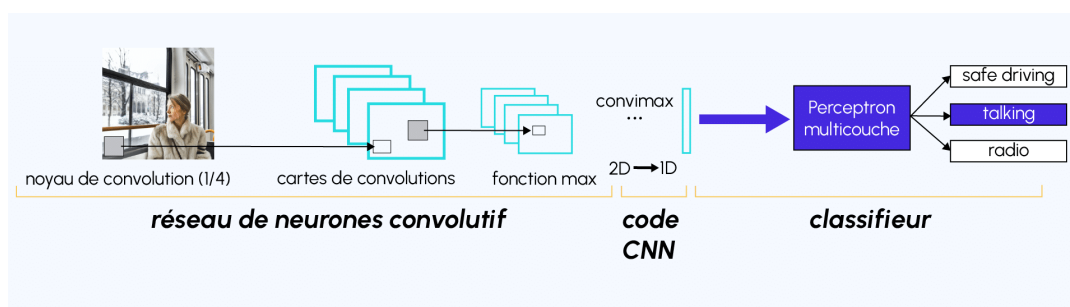 noyau de convolution (1/4)
cartes de convolutions
fonction max
convimax
...
2D 1D
Perceptron
multicouche
safe driving
talking
radio
réseau de neurones convolutif
code
CNN
classifieur